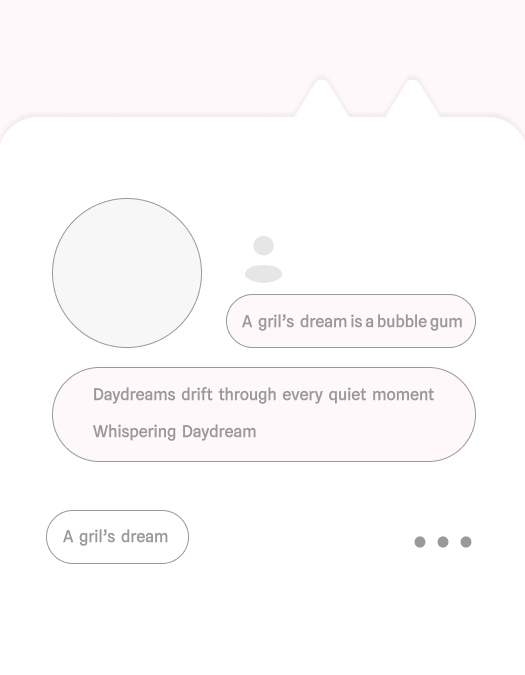 A gril's dream is a bubble gum
Daydreams drift through every quiet moment
Whispering Daydream
A gril's dream